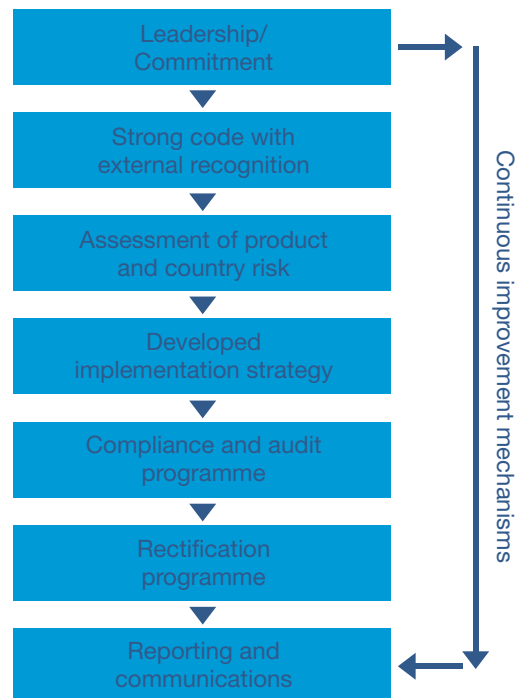 Leadership/
Commitment
Strong code with
external recognition
Assessment of product
and country risk
Developed
implementation strategy
Compliance and audit
programme
Rectification
programme
Reporting and
communications
Continuous improvement mechanisms